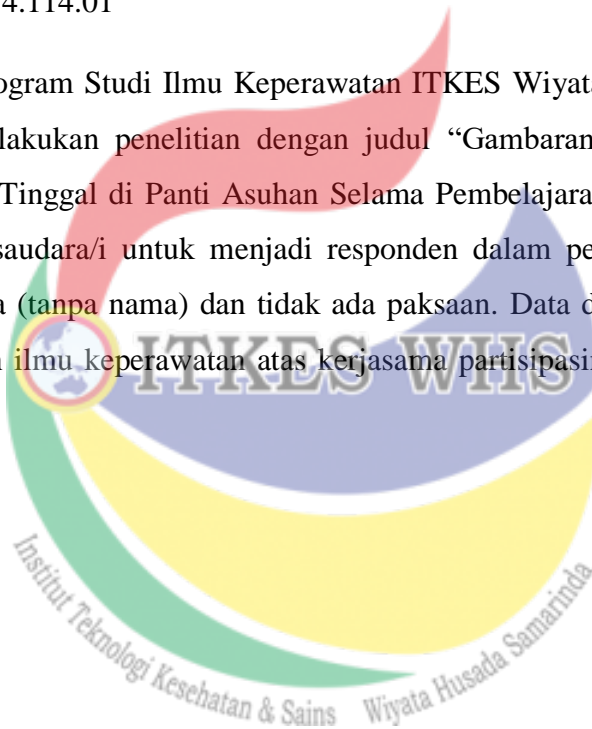 4.114.01
ogram Studi Ilmu Keperawatan ITKES Wiyata
lakukan penelitian dengan judul “Gambaran
Tinggal di Panti Asuhan Selama Pembelajara
saudara/i untuk menjadi responden dalam pe
a (tanpa nama) dan tidak ada paksaan. Data d
n ilmu keperawatan atas kerjasama partisipasin
ITKES WHS
Institut Teknologi Kesehatan & Sains Wiyata Husada Samarinda